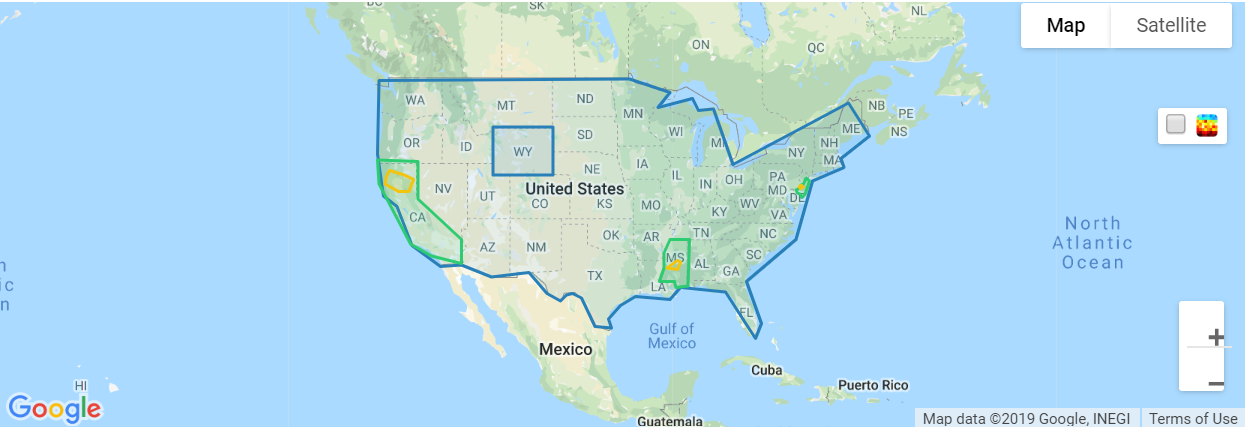 BC
SK
NL
ON
QC
Map
Satellite
WA
MT
ND
MN
NB
PE
NS
OR
ID
SD
WI
MI
ME
NH
MA
WY
NE
IA
NY
NV
UT
United States
CO
KS
IL
IN
OH
PA
MD
DE
MO
KY
WV
VA
CA
AZ
NM
OK
AR
TN
NC
SC
MS
AL
GA
TX
LA
FL
North
Atlantic
Ocean
n
ic
n
Gulf of
Mexico
Mexico
Cuba
Puerto Rico
Guatemala
HI
Google
+
−
Map data ©2019 Google, INEGI
Terms of Use